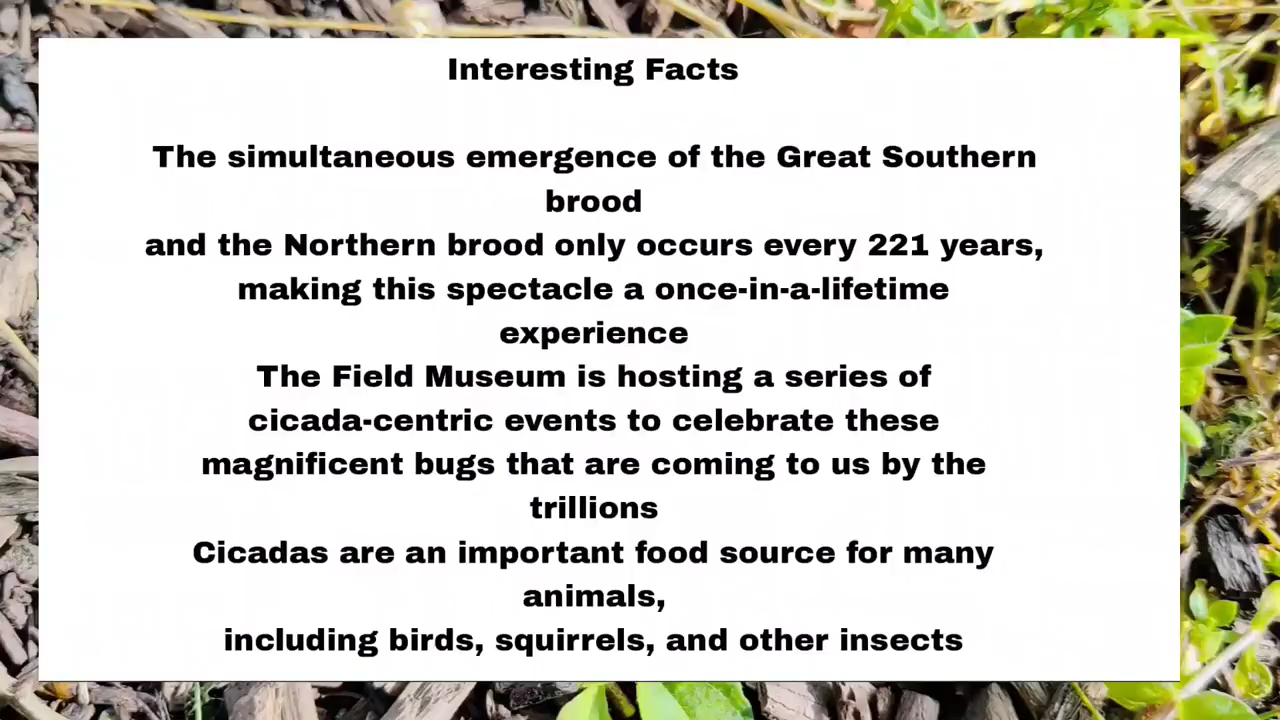 Interesting Facts
The simultaneous emergence of the Great Southern
brood
and the Northern brood only occurs every 221 years,
making this spectacle a once-in-a-lifetime
experience
The Field Museum is hosting a series of
cicada-centric events to celebrate these
magnificent bugs that are coming to us by the
trillions
Cicadas are an important food source for many
animals,
including birds, squirrels, and other insects